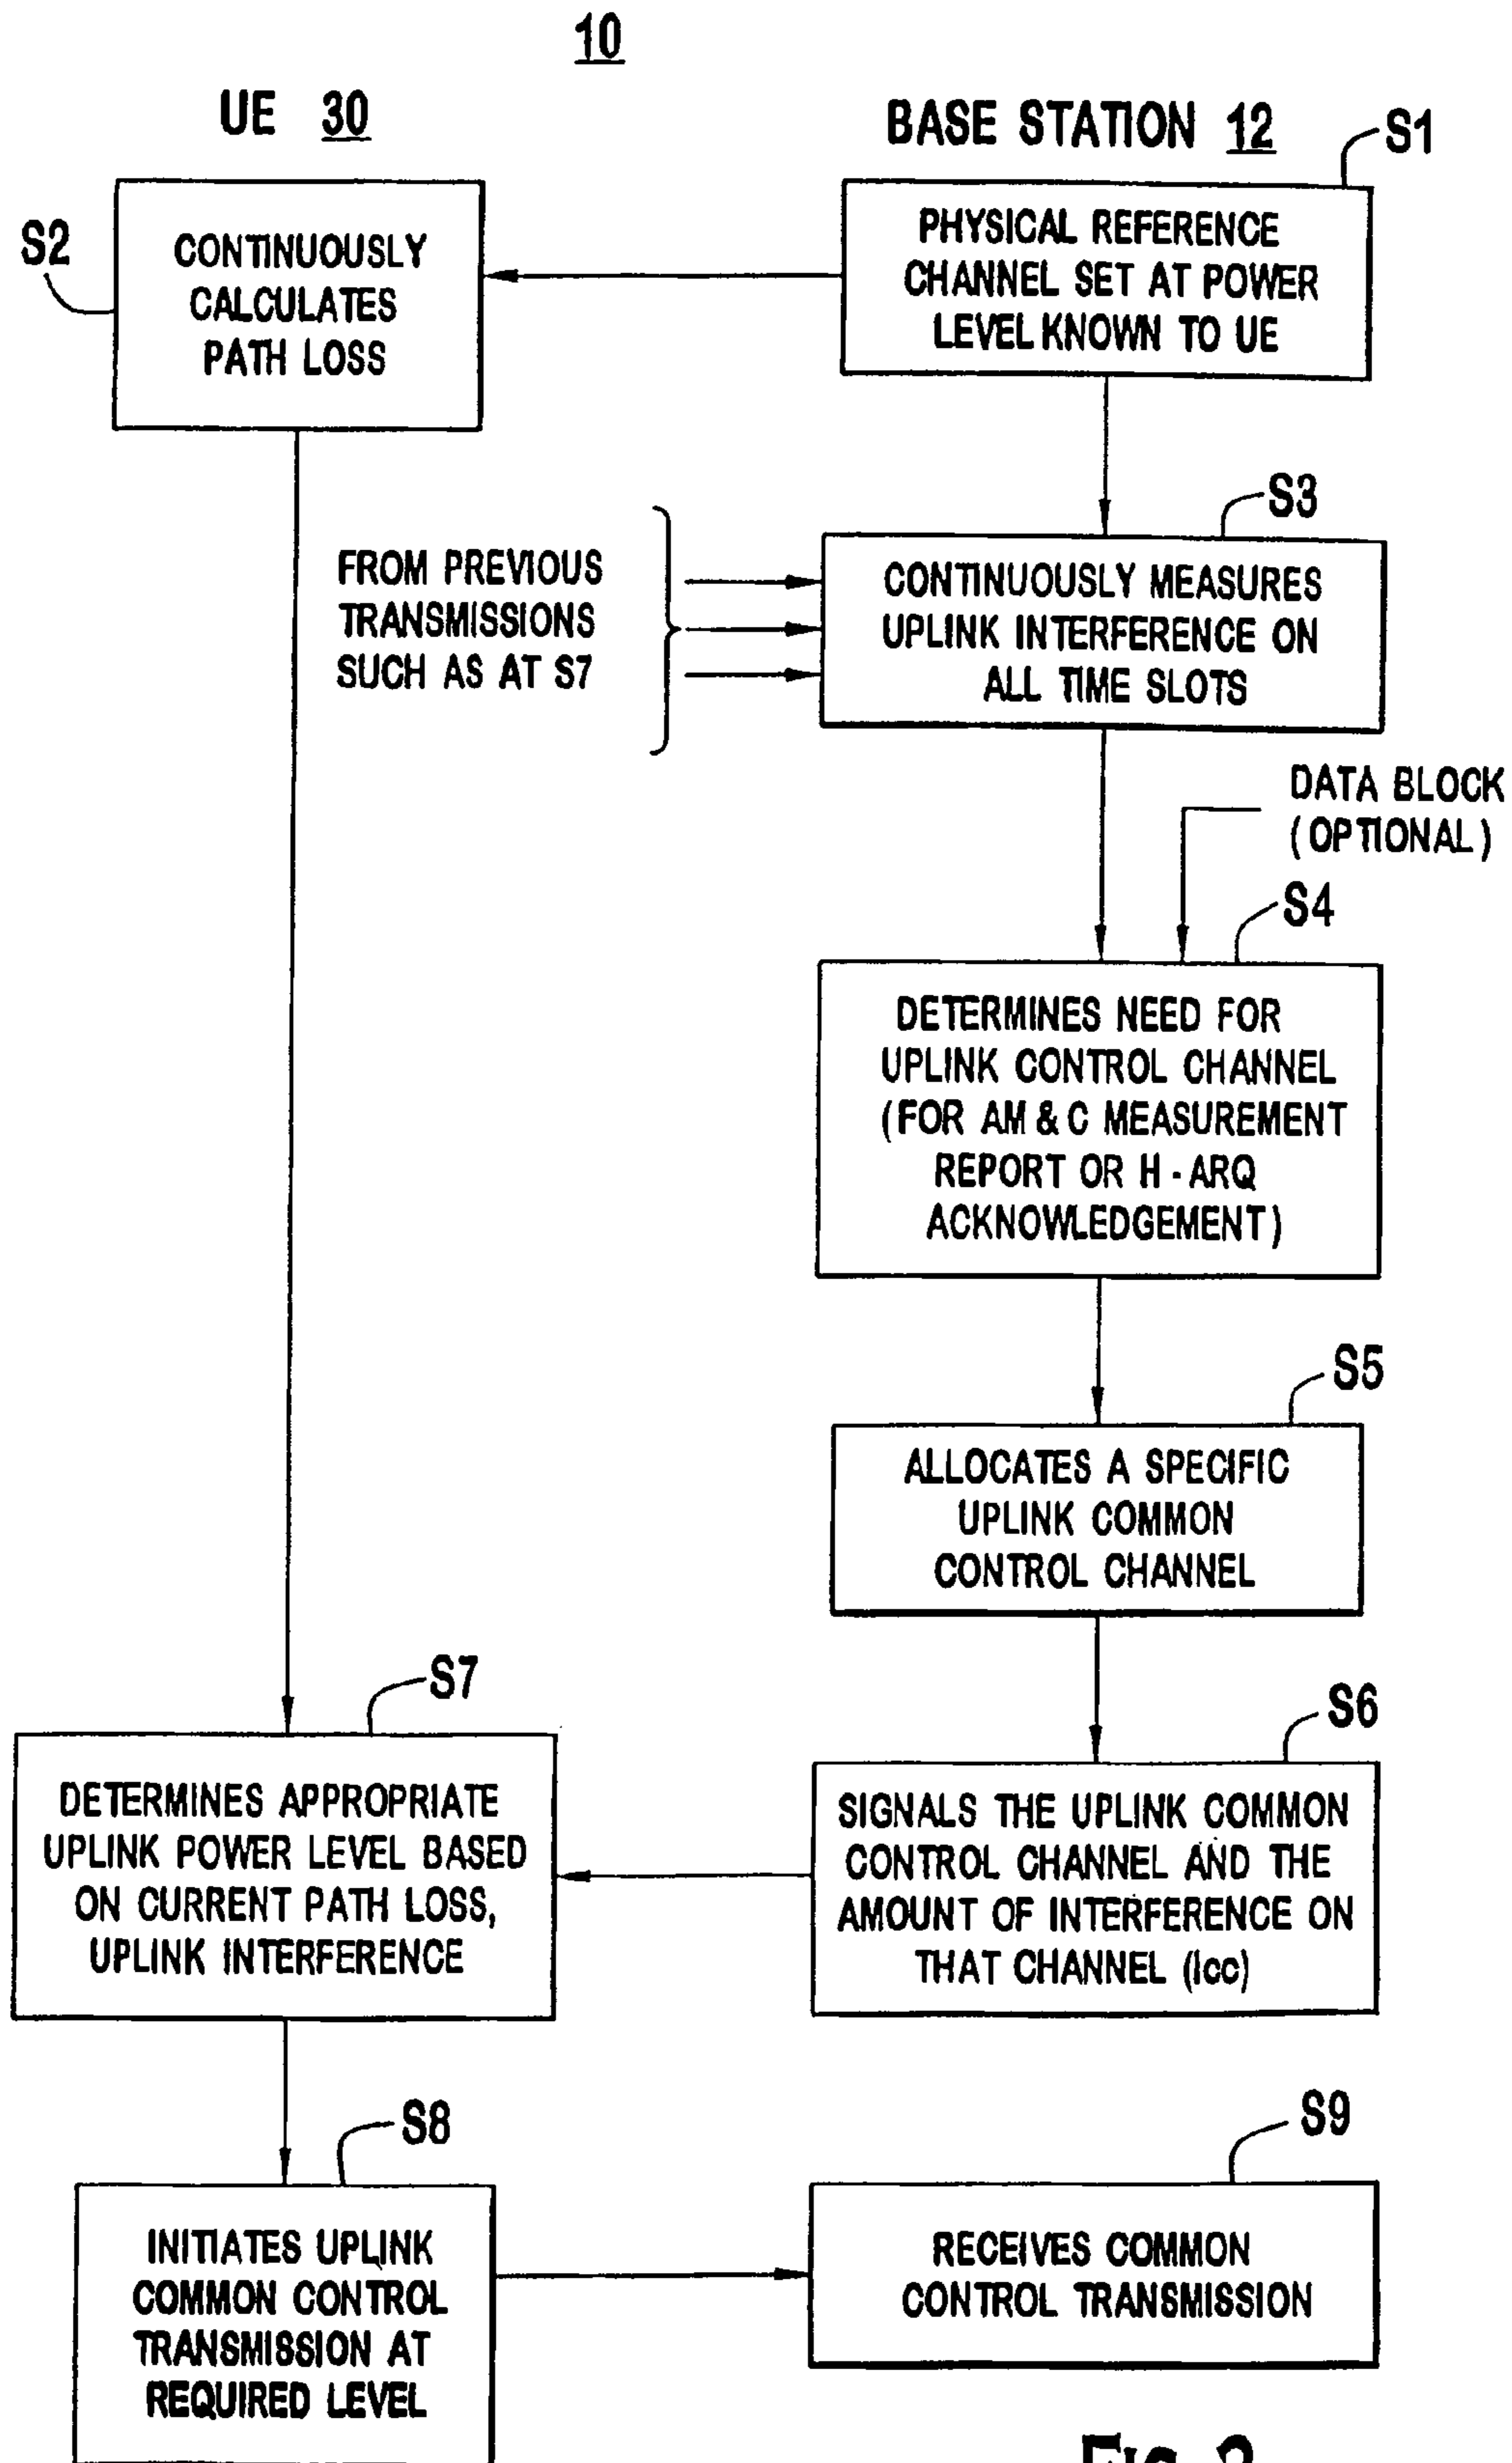 10
UE 30
BASE STATION 12
S1
PHYSICAL REFERENCE
CHANNEL SET AT POWER
LEVEL KNOWN TO UE
S2
CONTINUOUSLY
CALCULATES
PATH LOSS
S3
FROM PREVIOUS
TRANSMISSIONS
SUCH AS AT S7
CONTINUOUSLY MEASURES
UPLINK INTERFERENCE ON
ALL TIME SLOTS
DATA BLOCK
(OPTIONAL)
S4
DETERMINES NEED FOR
UPLINK CONTROL CHANNEL
(FOR AM & C MEASUREMENT
REPORT OR H - ARQ
ACKNOWLEDGEMENT)
S5
ALLOCATES A SPECIFIC
UPLINK COMMON
CONTROL CHANNEL
S6
SIGNALS THE UPLINK COMMON
CONTROL CHANNEL AND THE
AMOUNT OF INTERFERENCE ON
THAT CHANNEL (Icc)
S7
DETERMINES APPROPRIATE
UPLINK POWER LEVEL BASED
ON CURRENT PATH LOSS,
UPLINK INTERFERENCE
S8
INITIATES UPLINK
COMMON CONTROL
TRANSMISSION AT
REQUIRED LEVEL
S9
RECEIVES COMMON
CONTROL TRANSMISSION